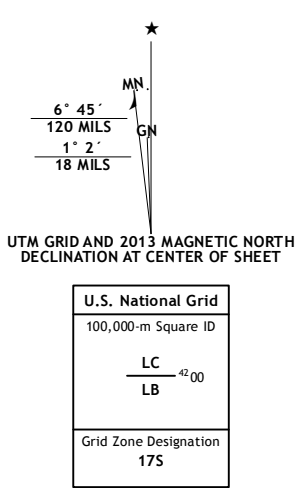 ★
MN
6° 45´
120 MILS
GN
1° 2´
18 MILS
UTM GRID AND 2013 MAGNETIC NORTH
DECLINATION AT CENTER OF SHEET
U.S. National Grid
100,000-m Square ID
LC
4200
LB
Grid Zone Designation
17S